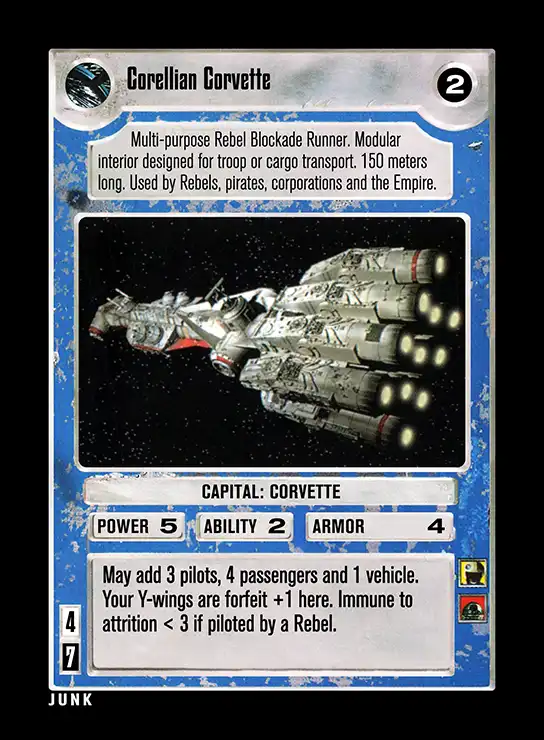 Corellian Corvette
2
Multi-purpose Rebel Blockade Runner. Modular
interior designed for troop or cargo transport. 150 meters
long. Used by Rebels, pirates, corporations and the Empire.
CAPITAL: CORVETTE
POWER 5 ABILITY 2 ARMOR 4
May add 3 pilots, 4 passengers and 1 vehicle.
Your Y-wings are forfeit +1 here. Immune to
attrition < 3 if piloted by a Rebel.
4
7
JUNK